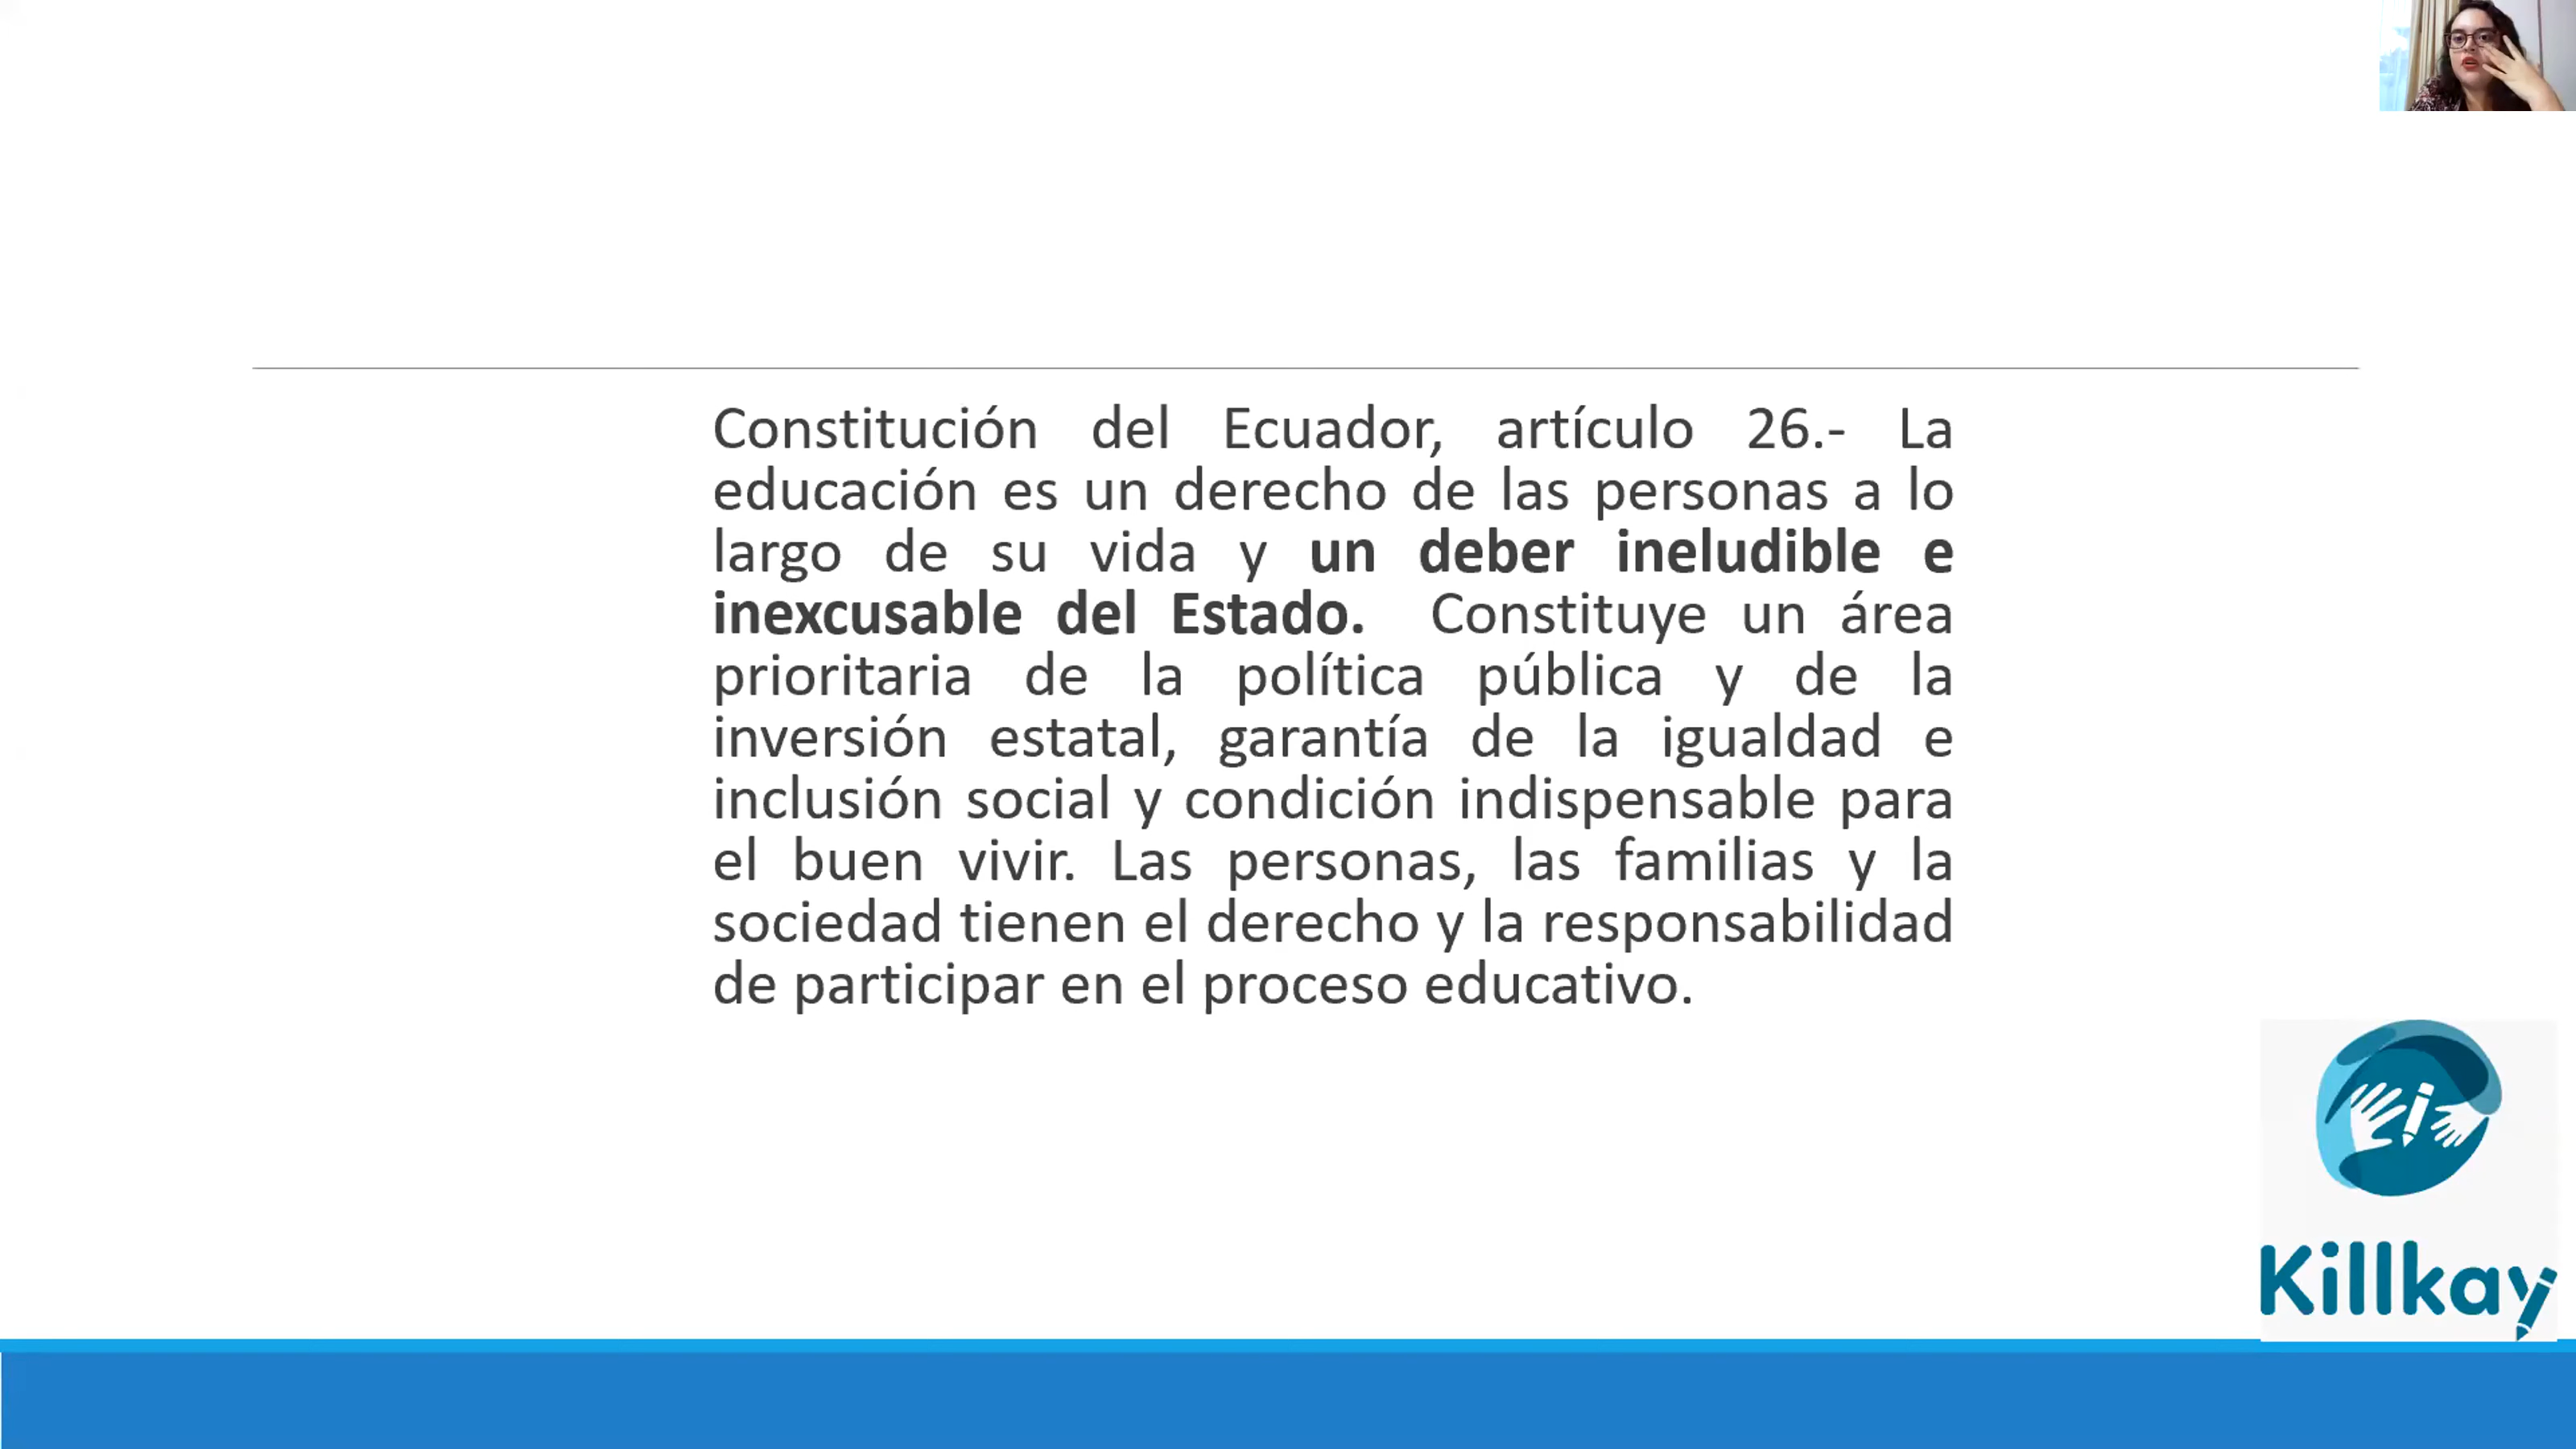 Constitución del Ecuador, artículo 26.- La
educación es un derecho de las personas a lo
largo de su vida y un deber ineludible e
inexcusable del Estado. Constituye un área
prioritaria de la política pública y de la
inversión estatal, garantía de la igualdad e
inclusión social y condición indispensable para
el buen vivir. Las personas, las familias y la
sociedad tienen el derecho y la responsabilidad
de participar en el proceso educativo.
Killkay